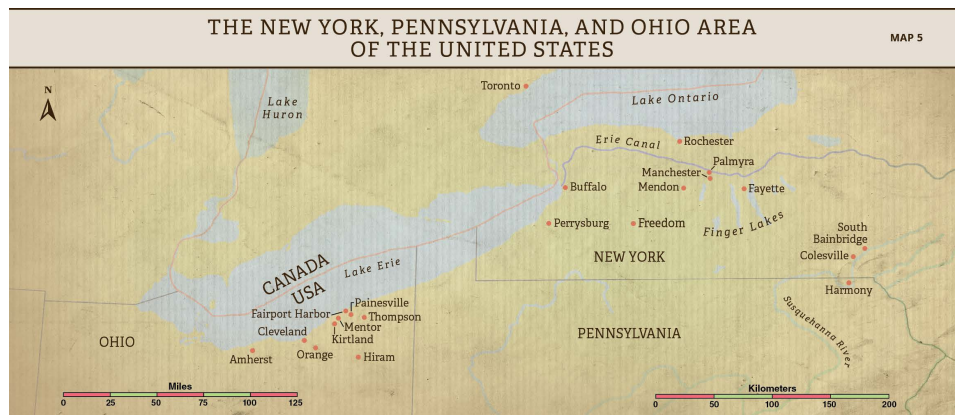 THE NEW YORK, PENNSYLVANIA, AND OHIO AREA
OF THE UNITED STATES
MAP 5
N
Toronto
Lake
Huron
Lake Ontario
Erie Canal
Rochester
Palmyra
Manchester
Mendon
Fayette
Buffalo
Perrysburg
Freedom
Finger Lakes
South
Bainbridge
Colesville
NEW YORK
CANADA
USA
Lake Erie
Harmony
Susquehanna River
Painesville
Fairport Harbor
Thompson
Mentor
Cleveland
Kirtland
OHIO
PENNSYLVANIA
Orange
Amherst
Hiram
Miles
0 25 50 75 100 125
Kilometers
0 50 100 150 200